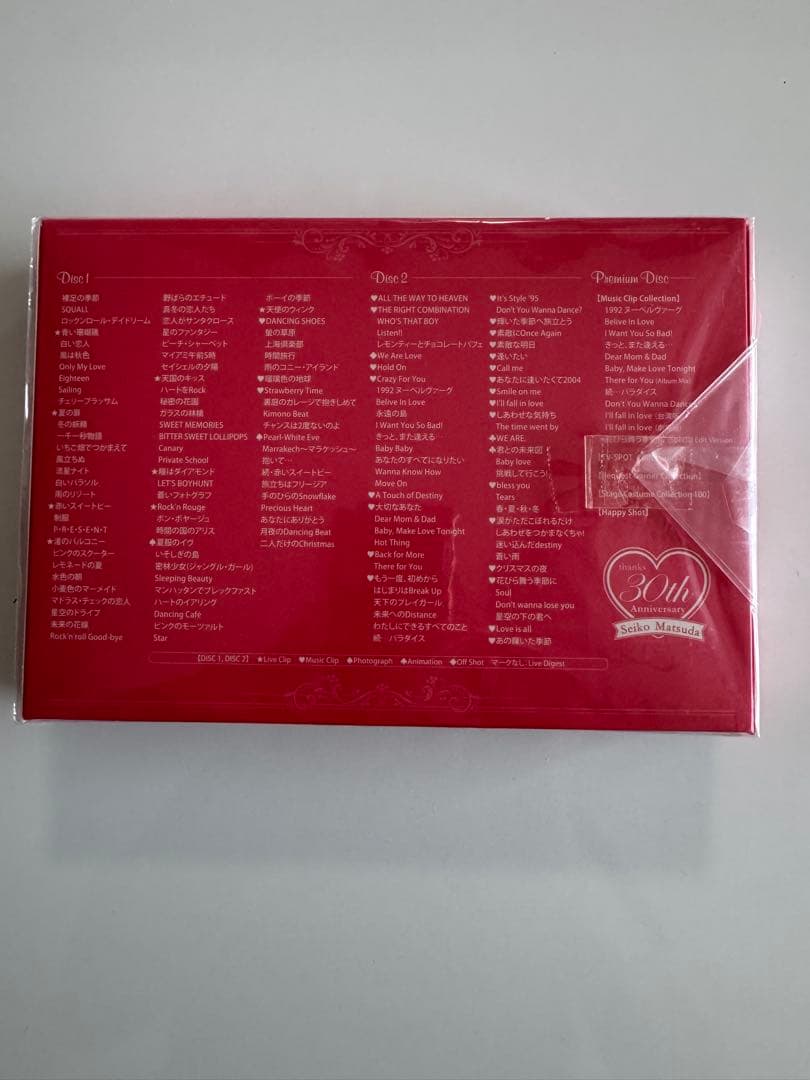 Disc 1
裸足の季節
SQUALL
ロックンロール・デイドリーム
★青い珊瑚礁
白い恋人
風は秋色
Only My Love
Eighteen
Sailing
チェリーブラッサム
★夏の扉
冬の妖精
一千一秒物語
いちご畑でつかまえて
風立ちぬ
流星ナイト
白いパラソル
雨のリゾート
★赤いスイートピー
制服
P・R・E・S・E・N・T
★渚のバルコニー
ピンクのスクーター
レモネードの夏
水色の朝
小麦色のマーメイド
マドラス・チェックの恋人
星空のドライブ
未来の花嫁
Rock'n'roll Good-bye
野ばらのエチュード
真冬の恋人たち
恋人がサンタクロース
星のファンタジー
ピーチ・シャーベット
マイアミ午前5時
セイシェルの夕陽
★天国のキッス
ハートをRock
秘密の花園
ガラスの林檎
SWEET MEMORIES
BITTER SWEET LOLLIPOPS
Canary
Private School
★瞳はダイアモンド
LET'S BOYHUNT
蒼いフォトグラフ
★Rock'n Rouge
ボン・ボヤージュ
時間の国のアリス
♠夏服のイヴ
いそしぎの島
密林少女(ジャングル・ガール)
Sleeping Beauty
マンハッタンでブレックファスト
ハートのイアリング
Dancing Café
ピンクのモーツァルト
Star
ボーイの季節
★天使のウィンク
♥DANCING SHOES
螢の草原
上海倶楽部
時間旅行
雨のコニー・アイランド
♥瑠璃色の地球
♥Strawberry Time
裏庭のガレージで抱きしめて
Kimono Beat
チャンスは2度ないのよ
♠Pearl-White Eve
Marrakech〜マラケッシュ〜
抱いて…
続・赤いスイートピー
旅立ちはフリージア
手のひらのSnowflake
Precious Heart
あなたにありがとう
月夜のDancing Beat
二人だけのChristmas
Disc 2
♥ALL THE WAY TO HEAVEN
♥THE RIGHT COMBINATION
WHO'S THAT BOY
Listen!!
レモンティーとチョコレートパフェ
◆We Are Love
♥Hold On
♥Crazy For You
1992 ヌーベルヴァーグ
Belive In Love
永遠の島
I Want You So Bad!
きっと、また逢える
Baby Baby
あなたのすべてになりたい
Wanna Know How
Move On
♥A Touch of Destiny
♥大切なあなた
Dear Mom & Dad
Baby, Make Love Tonight
Hot Thing
♥Back for More
There for You
♥もう一度、初めから
はじまりはBreak Up
天下のプレイガール
未来へのDistance
わたしにできるすべてのこと
続 パラダイス
♥It's Style '95
Don't You Wanna Dance?
♥輝いた季節へ旅立とう
♥素敵にOnce Again
♥素敵な明日
♥逢いたい
♥Call me
♥あなたに逢いたくて2004
♥Smile on me
♥I'll fall in love
♥しあわせな気持ち
The time went by
♣WE ARE.
♣君との未来図 I
Baby love
挑戦して行こう!
♥bless you
Tears
春・夏・秋・冬
♥涙がただこぼれるだけ
しあわせをつかまなくちゃ!
迷い込んだdestiny
蒼い雨
♥クリスマスの夜
♥花びら舞う季節に
Soul
Don't wanna lose you
星空の下の君へ
♥Love is all
♥あの輝いた季節
Premium Disc
【Music Clip Collection】
1992 ヌーベルヴァーグ
Belive In Love
I Want You So Bad!
きっと、また逢える…
Dear Mom & Dad
Baby, Make Love Tonight
There for You (Album Mix)
続 パラダイス
Don't You Wanna Dance
I'll fall in love
I'll fall in love
Edit Version
SPOT
【Request Corner Collection】
【Stage Costume Collection 100】
【Happy Shot】
thanks
30th
Anniversary
Seiko Matsuda
【DISC 1, DISC 2】 ★Live Clip ♥Music Clip ♠Photograph ♣Animation ◆Off Shot マークなし:Live Digest